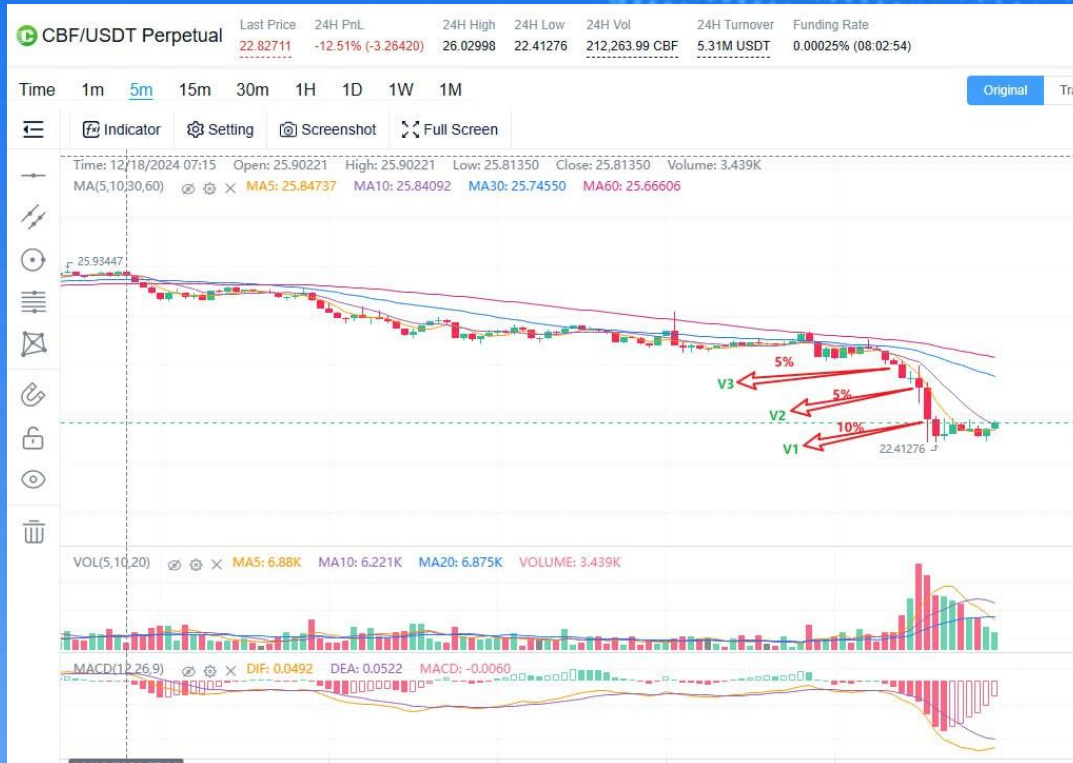 CBF/USDT Perpetual
Last Price
22.82711
24H PnL
-12.51% (-3.26420)
24H High
26.02998
24H Low
22.41276
24H Vol
212,263.99 CBF
24H Turnover
5.31M USDT
Funding Rate
0.00025% (08:02:54)
Time 1m 5m 15m 30m 1H 1D 1W 1M
Original
Indicator Setting Screenshot Full Screen
Time: 12/18/2024 07:15 Open: 25.90221 High: 25.90221 Low: 25.81350 Close: 25.81350 Volume: 3.439K
MA(5,10,30,60) MA5: 25.84737 MA10: 25.84092 MA30: 25.74550 MA60: 25.66606
25.93447
5%
V3
5%
V2
10%
V1
22.41276
VOL(5,10,20) MA5: 6.88K MA10: 6.221K MA20: 6.875K VOLUME: 3.439K
MACD(12,26,9) DIF: 0.0492 DEA: 0.0522 MACD: -0.0060